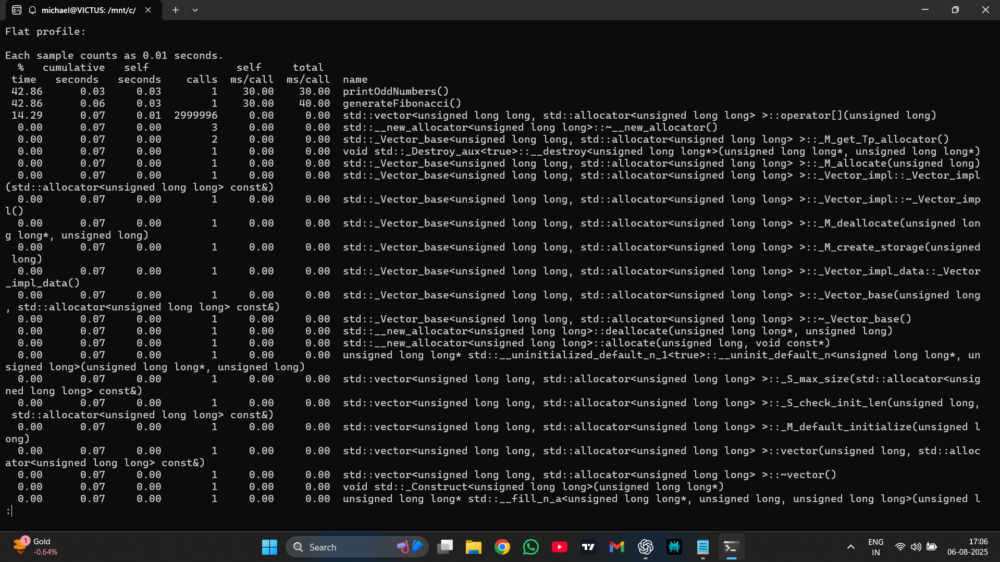 michael@VICTUS: /mnt/c/
Flat profile:
Each sample counts as 0.01 seconds.
  %   cumulative   self              self     total
 time   seconds   seconds    calls  ms/call  ms/call  name
 42.86      0.03     0.03        1    30.00    30.00  printOddNumbers()
 42.86      0.06     0.03        1    30.00    40.00  generateFibonacci()
 14.29      0.07     0.01  2999996     0.00     0.00  std::vector<unsigned long long, std::allocator<unsigned long long> >::operator[](unsigned long)
  0.00      0.07     0.00        3     0.00     0.00  std::__new_allocator<unsigned long long>::~__new_allocator()
  0.00      0.07     0.00        2     0.00     0.00  std::_Vector_base<unsigned long long, std::allocator<unsigned long long> >::_M_get_Tp_allocator()
  0.00      0.07     0.00        1     0.00     0.00  void std::_Destroy_aux<true>::__destroy<unsigned long long*>(unsigned long long*, unsigned long long*)
  0.00      0.07     0.00        1     0.00     0.00  std::_Vector_base<unsigned long long, std::allocator<unsigned long long> >::_M_allocate(unsigned long)
  0.00      0.07     0.00        1     0.00     0.00  std::_Vector_base<unsigned long long, std::allocator<unsigned long long> >::_Vector_impl::_Vector_impl
(std::allocator<unsigned long long> const&)
  0.00      0.07     0.00        1     0.00     0.00  std::_Vector_base<unsigned long long, std::allocator<unsigned long long> >::_Vector_impl::~_Vector_imp
l()
  0.00      0.07     0.00        1     0.00     0.00  std::_Vector_base<unsigned long long, std::allocator<unsigned long long> >::_M_deallocate(unsigned lon
g long*, unsigned long)
  0.00      0.07     0.00        1     0.00     0.00  std::_Vector_base<unsigned long long, std::allocator<unsigned long long> >::_M_create_storage(unsigned
 long)
  0.00      0.07     0.00        1     0.00     0.00  std::_Vector_base<unsigned long long, std::allocator<unsigned long long> >::_Vector_impl_data::_Vector
_impl_data()
  0.00      0.07     0.00        1     0.00     0.00  std::_Vector_base<unsigned long long, std::allocator<unsigned long long> >::_Vector_base(unsigned long
, std::allocator<unsigned long long> const&)
  0.00      0.07     0.00        1     0.00     0.00  std::_Vector_base<unsigned long long, std::allocator<unsigned long long> >::~_Vector_base()
  0.00      0.07     0.00        1     0.00     0.00  std::__new_allocator<unsigned long long>::deallocate(unsigned long long*, unsigned long)
  0.00      0.07     0.00        1     0.00     0.00  std::__new_allocator<unsigned long long>::allocate(unsigned long, void const*)
  0.00      0.07     0.00        1     0.00     0.00  unsigned long long* std::__uninitialized_default_n_1<true>::__uninit_default_n<unsigned long long*, un
signed long>(unsigned long long*, unsigned long)
  0.00      0.07     0.00        1     0.00     0.00  std::vector<unsigned long long, std::allocator<unsigned long long> >::_S_max_size(std::allocator<unsig
ned long long> const&)
  0.00      0.07     0.00        1     0.00     0.00  std::vector<unsigned long long, std::allocator<unsigned long long> >::_S_check_init_len(unsigned long,
 std::allocator<unsigned long long> const&)
  0.00      0.07     0.00        1     0.00     0.00  std::vector<unsigned long long, std::allocator<unsigned long long> >::_M_default_initialize(unsigned l
ong)
  0.00      0.07     0.00        1     0.00     0.00  std::vector<unsigned long long, std::allocator<unsigned long long> >::vector(unsigned long, std::alloc
ator<unsigned long long> const&)
  0.00      0.07     0.00        1     0.00     0.00  std::vector<unsigned long long, std::allocator<unsigned long long> >::~vector()
  0.00      0.07     0.00        1     0.00     0.00  void std::_Construct<unsigned long long>(unsigned long long*)
  0.00      0.07     0.00        1     0.00     0.00  unsigned long long* std::__fill_n_a<unsigned long long*, unsigned long, unsigned long long>(unsigned l
:
1
Gold
-0.64%
Search
ENG
IN
17:06
06-08-2025